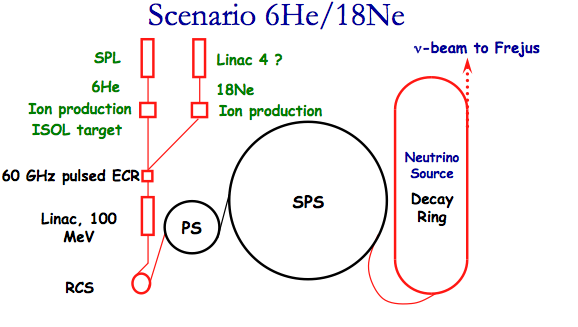 Scenario 6He/18Ne
ν-beam to Frejus
SPL
Linac 4 ?
6He
18Ne
Ion production
Ion production
ISOL target
60 GHz pulsed ECR
Linac, 100
MeV
RCS
PS
SPS
Neutrino
Source
Decay
Ring